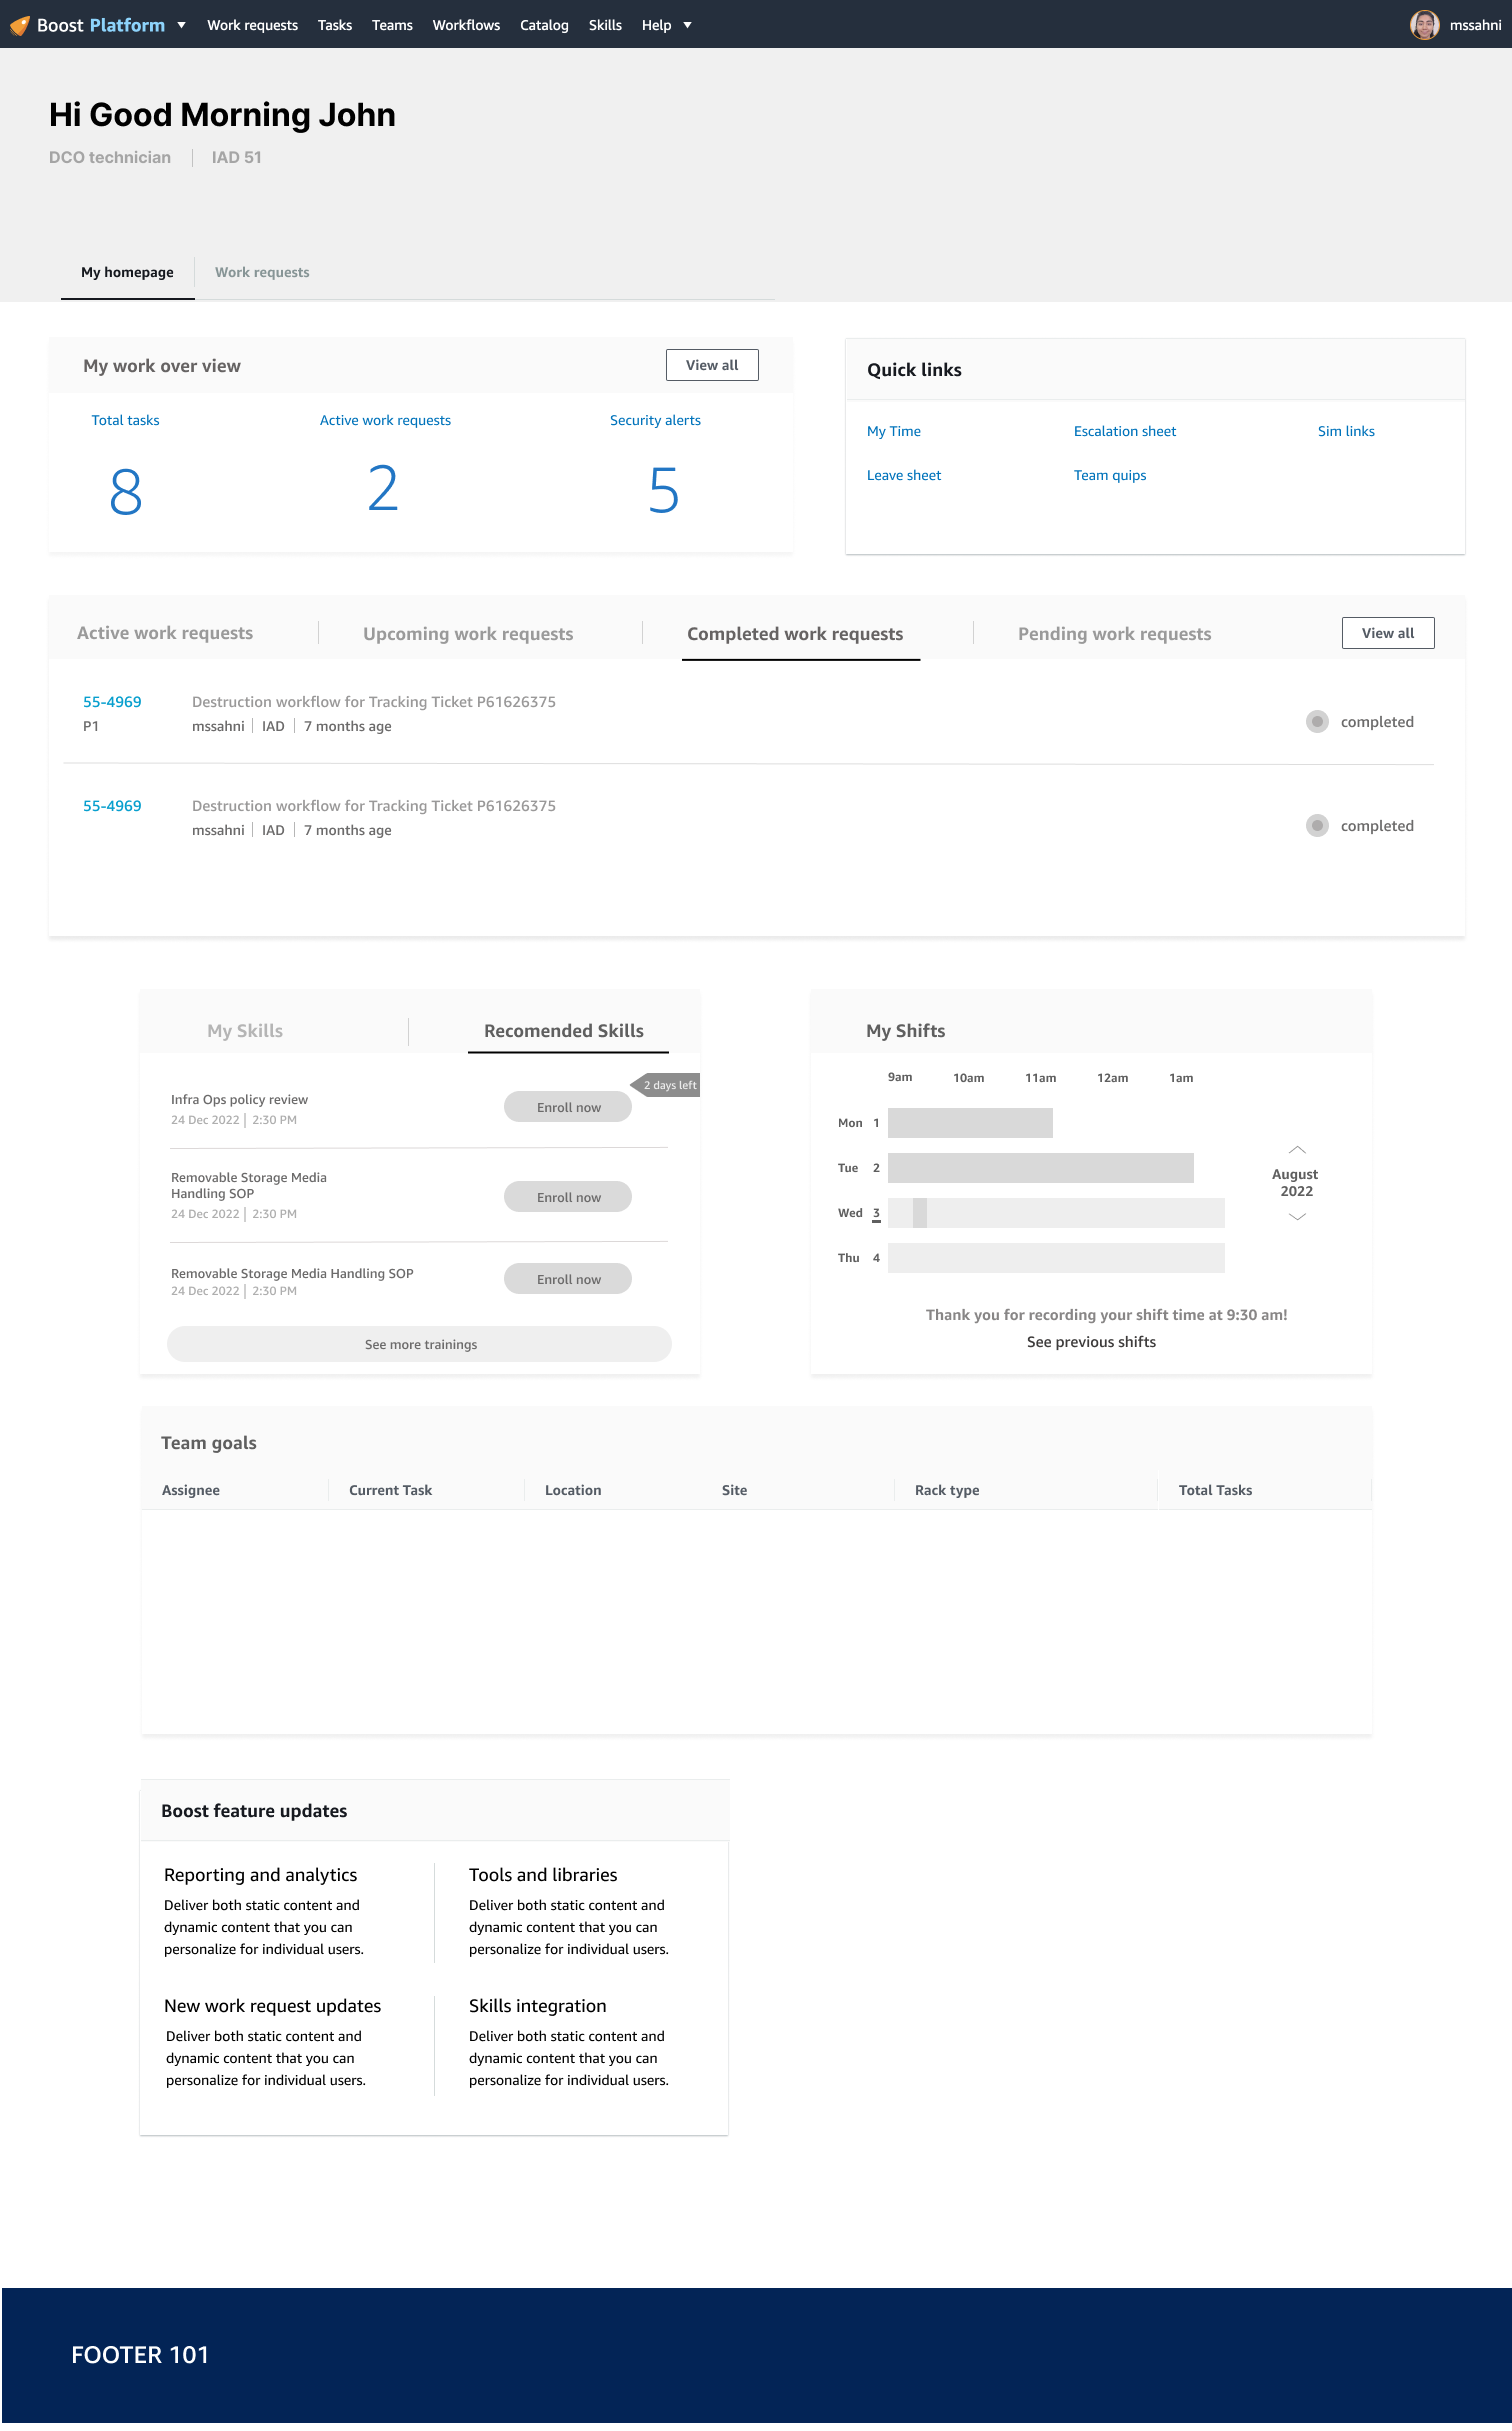 Boost Platform Work requests Tasks Teams Workflows Catalog Skills Help mssahni
Hi Good Morning John
DCO technician IAD 51
My homepage Work requests
My work over view View all
Total tasks Active work requests Security alerts
8 2 5
Quick links
My Time Escalation sheet Sim links
Leave sheet Team quips
Active work requests Upcoming work requests Completed work requests Pending work requests View all
55-4969 Destruction workflow for Tracking Ticket P61626375
P1 mssahni IAD 7 months age
completed
55-4969 Destruction workflow for Tracking Ticket P61626375
mssahni IAD 7 months age
completed
My Skills Recomended Skills
2 days left
Infra Ops policy review
24 Dec 2022 2:30 PM
Enroll now
Removable Storage Media
Handling SOP
24 Dec 2022 2:30 PM
Enroll now
Removable Storage Media Handling SOP
24 Dec 2022 2:30 PM
Enroll now
See more trainings
My Shifts
9am 10am 11am 12am 1am
Mon 1
Tue 2
Wed 3
Thu 4
August
2022
Thank you for recording your shift time at 9:30 am!
See previous shifts
Team goals
Assignee Current Task Location Site Rack type Total Tasks
Boost feature updates
Reporting and analytics
Deliver both static content and
dynamic content that you can
personalize for individual users.
Tools and libraries
Deliver both static content and
dynamic content that you can
personalize for individual users.
New work request updates
Deliver both static content and
dynamic content that you can
personalize for individual users.
Skills integration
Deliver both static content and
dynamic content that you can
personalize for individual users.
FOOTER 101